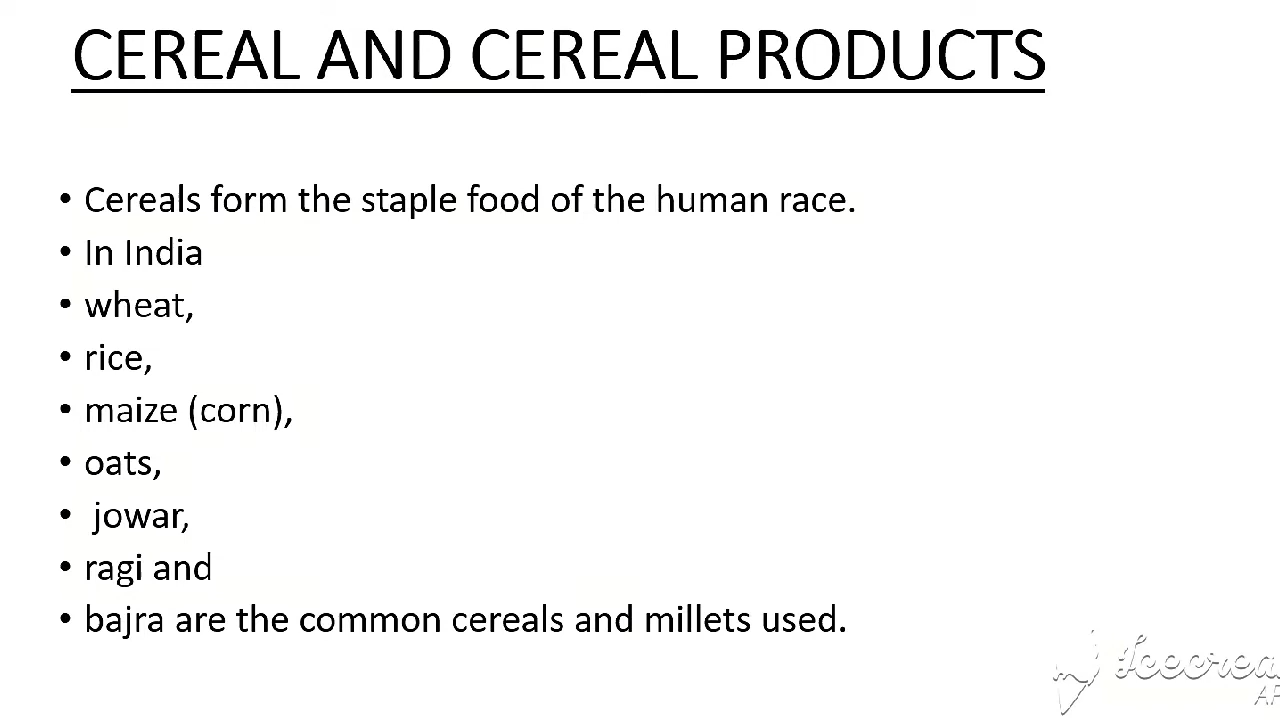 CEREAL AND CEREAL PRODUCTS
• Cereals form the staple food of the human race.
• In India
• wheat,
• rice,
• maize (corn),
• oats,
• jowar,
• ragi and
• bajra are the common cereals and millets used.